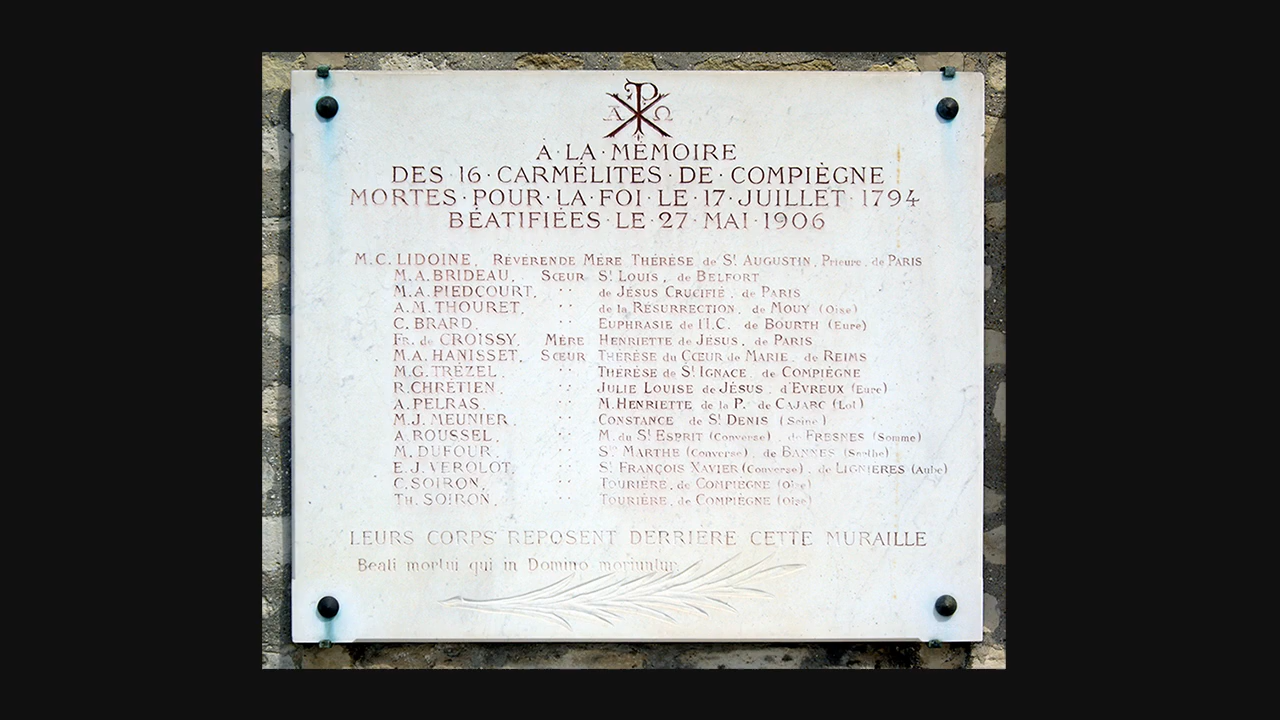 Α Ω
A·LA·MÉMOIRE
DES·16·CARMÉLITES·DE·COMPIÈGNE
MORTES·POUR·LA·FOI·LE·17·JUILLET·1794
BÉATIFIÉES·LE·27·MAI·1906
M.C. LIDOINE, RÉVÉRENDE MÈRE THÉRÈSE de St AUGUSTIN, Prieure, de PARIS
M.A. BRIDEAU, SŒUR St LOUIS, de BELFORT
M.A. PIEDCOURT, " de JÉSUS CRUCIFIÉ, de PARIS
A.M. THOURET, " de la RÉSURRECTION, de MOUY (Oise)
C. BRARD, " EUPHRASIE de l'I.C. de BOURTH (Eure)
Fr. de CROISSY, MÈRE HENRIETTE de JÉSUS, de PARIS
M.A. HANISSET, SŒUR THÉRÈSE du CŒUR de MARIE, de REIMS
M.G. TRÉZEL, " THÉRÈSE de St IGNACE, de COMPIÈGNE
R. CHRÉTIEN, " JULIE LOUISE de JÉSUS, d'EVREUX (Eure)
A. PELRAS, " M. HENRIETTE de la P. de CAJARC (Lot)
M.J. MEUNIER, " CONSTANCE de St DENIS (Seine)
A. ROUSSEL, " M. du St ESPRIT (Converse), de FRESNES (Somme)
M. DUFOUR, " Ste MARTHE (Converse), de BANNES (Sarthe)
E.J. VEROLOT, " St FRANÇOIS XAVIER (Converse), de LIGNIÈRES (Aube)
C. SOIRON, " TOURIÈRE, de COMPIÈGNE (Oise)
TH. SOIRON, " TOURIÈRE, de COMPIÈGNE (Oise)
LEURS CORPS REPOSENT DERRIÈRE CETTE MURAILLE
Beati mortui qui in Domino moriuntur.